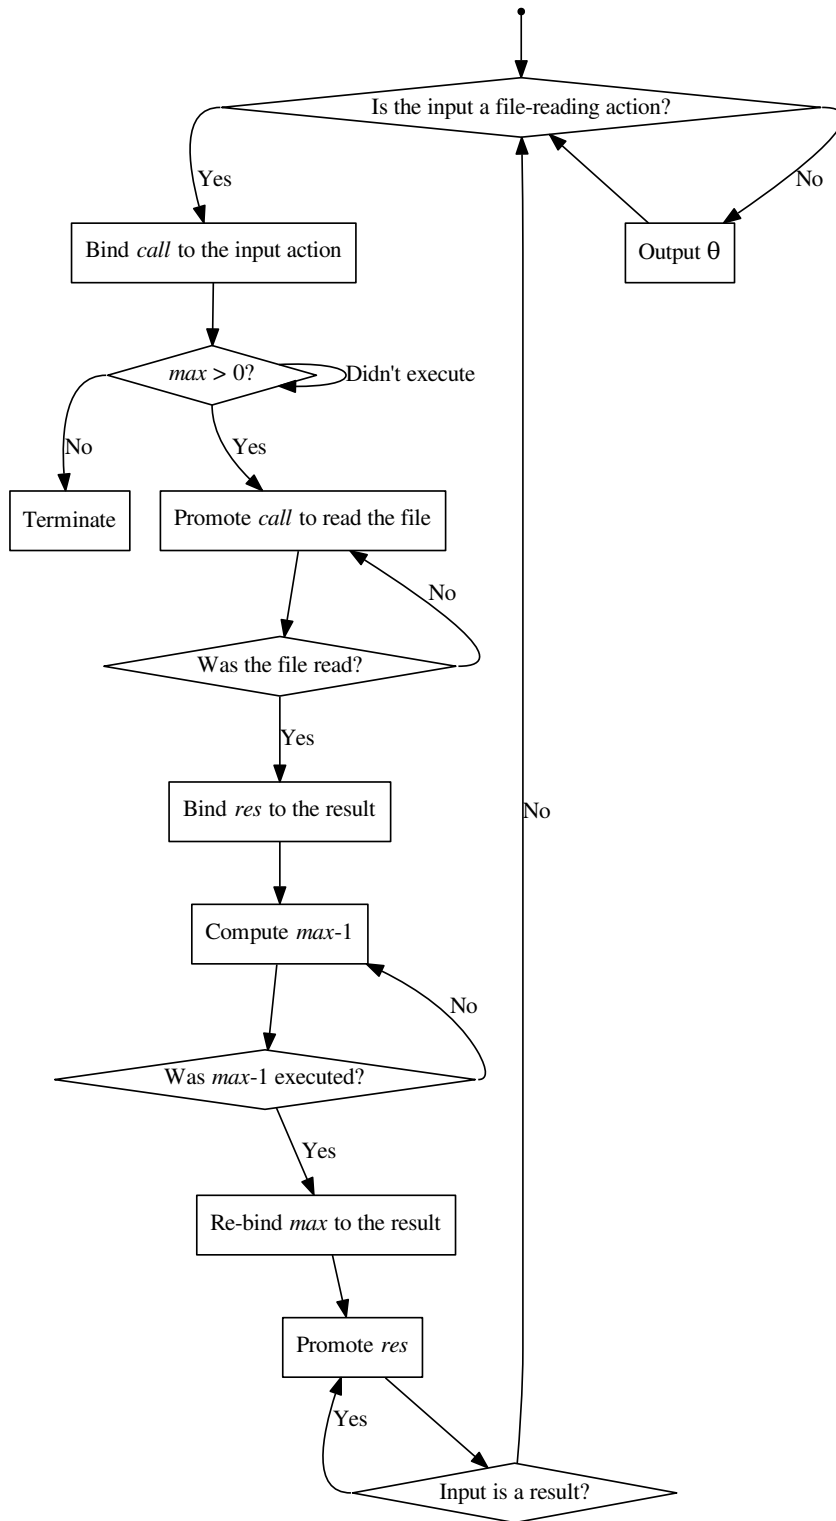 Is the input a file-reading action?
Yes
No
Bind call to the input action
Output θ
max > 0?
Didn't execute
No
Yes
Terminate
Promote call to read the file
No
Was the file read?
Yes
Bind res to the result
No
Compute max-1
No
Was max-1 executed?
Yes
Re-bind max to the result
Promote res
Yes
Input is a result?